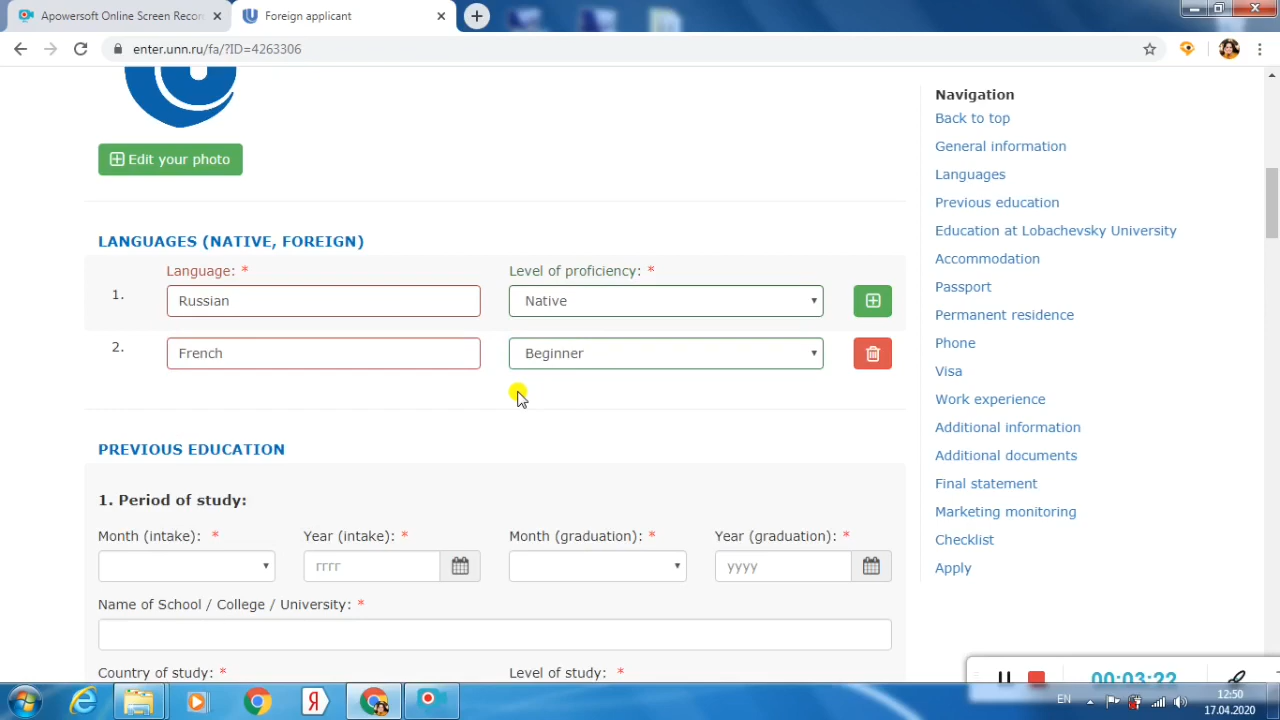 Apowersoft Online Screen Recor
Foreign applicant
enter.unn.ru/fa/?ID=4263306
Edit your photo
LANGUAGES (NATIVE, FOREIGN)
Language: *
Level of proficiency: *
1.
Russian
Native
2.
French
Beginner
PREVIOUS EDUCATION
1. Period of study:
Month (intake): *
Year (intake): *
Month (graduation): *
Year (graduation): *
гггг
yyyy
Name of School / College / University: *
Country of study: *
Level of study: *
Navigation
Back to top
General information
Languages
Previous education
Education at Lobachevsky University
Accommodation
Passport
Permanent residence
Phone
Visa
Work experience
Additional information
Additional documents
Final statement
Marketing monitoring
Checklist
Apply
00:03:22
Я
EN
12:50
17.04.2020